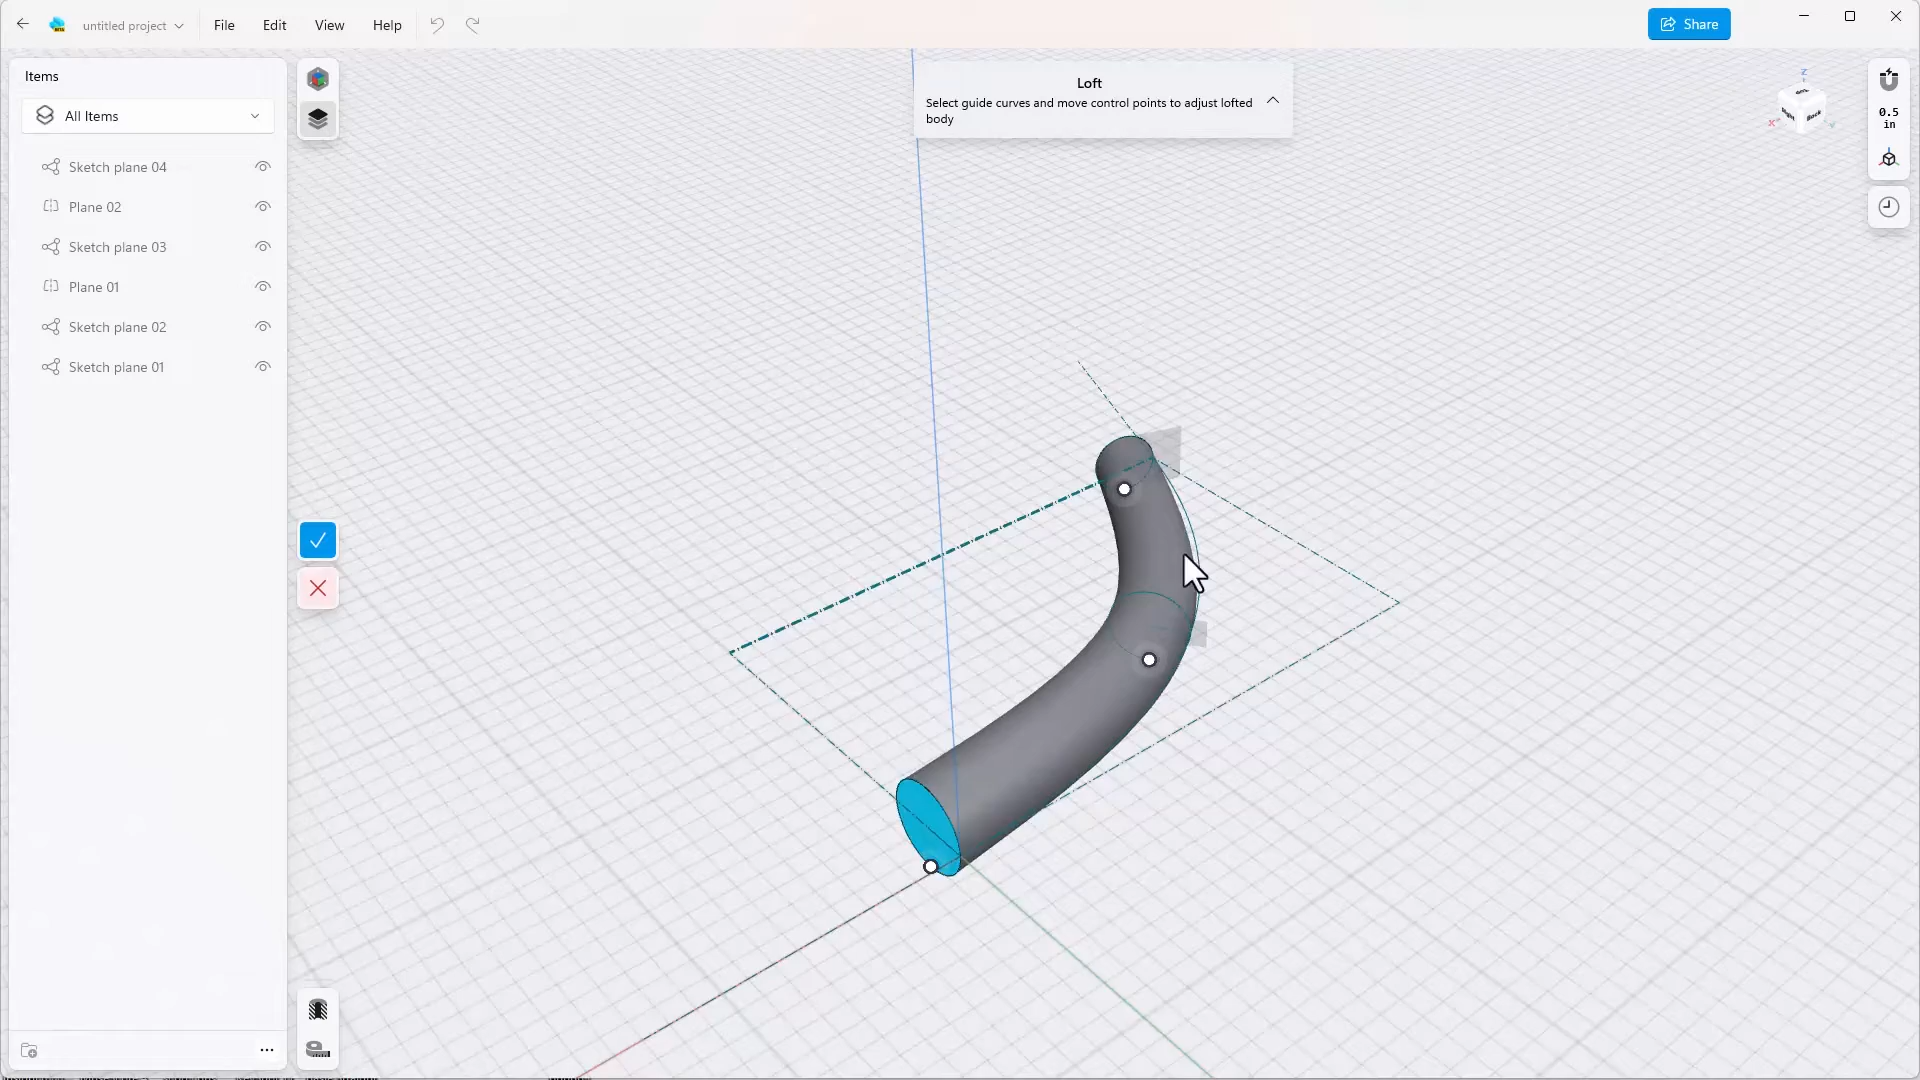 untitled project
File
Edit
View
Help
Share
Items
All Items
Sketch plane 04
Plane 02
Sketch plane 03
Plane 01
Sketch plane 02
Sketch plane 01
Loft
Select guide curves and move control points to adjust lofted
body
Z
X
Right
Back
0.5
in